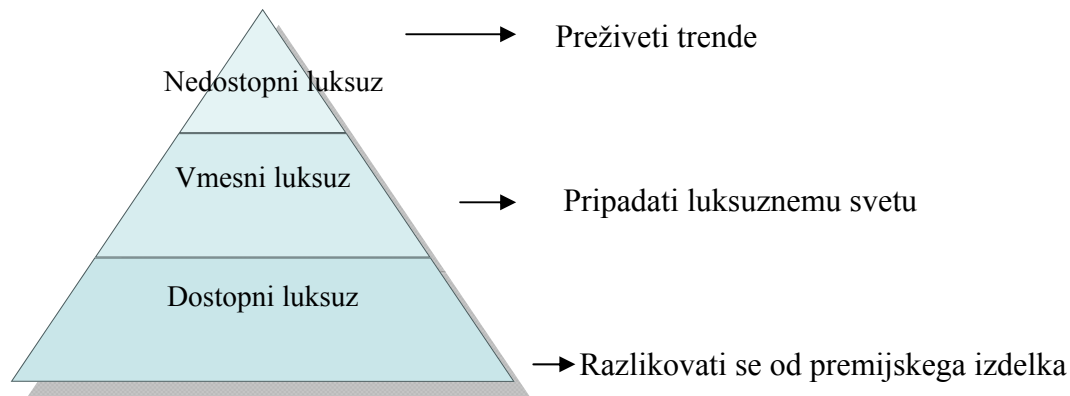 Preživeti trende
Nedostopni luksuz
Vmesni luksuz
Pripadati luksuznemu svetu
Dostopni luksuz
Razlikovati se od premijskega izdelka